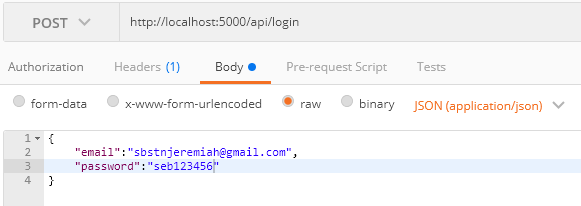 POST http://localhost:5000/api/login
Authorization Headers (1) Body Pre-request Script Tests
form-data x-www-form-urlencoded raw binary JSON (application/json)
1 {
2 "email":"sbstnjeremiah@gmail.com",
3 "password":"seb123456"
4 }